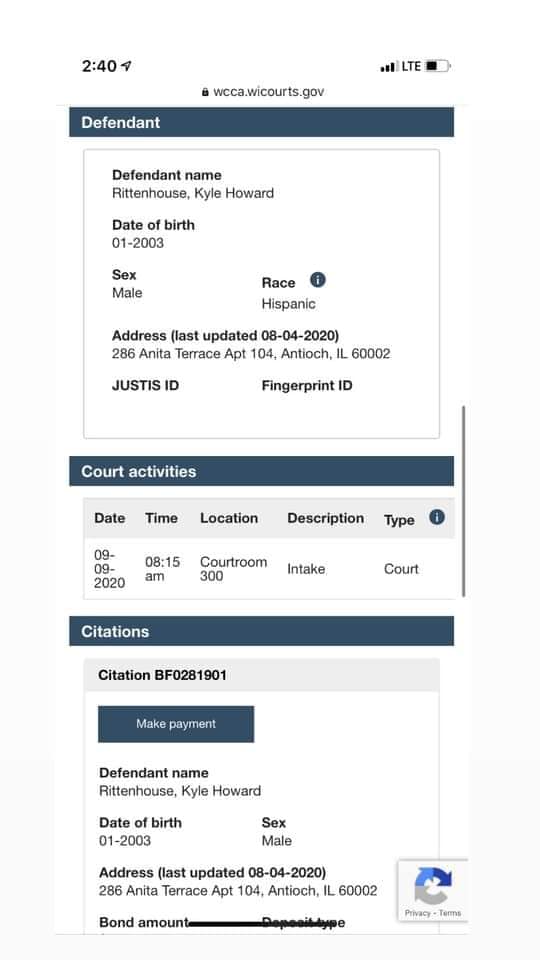 2:40 LTE
wcca.wicourts.gov
Defendant
Defendant name
Rittenhouse, Kyle Howard
Date of birth
01-2003
Sex
Male
Race
Hispanic
Address (last updated 08-04-2020)
286 Anita Terrace Apt 104, Antioch, IL 60002
JUSTIS ID Fingerprint ID
Court activities
Date Time Location Description Type
09-
09-
2020
08:15
am
Courtroom
300
Intake
Court
Citations
Citation BF0281901
Make payment
Defendant name
Rittenhouse, Kyle Howard
Date of birth
01-2003
Sex
Male
Address (last updated 08-04-2020)
286 Anita Terrace Apt 104, Antioch, IL 60002
Bond amount Deposit type
Privacy - Terms